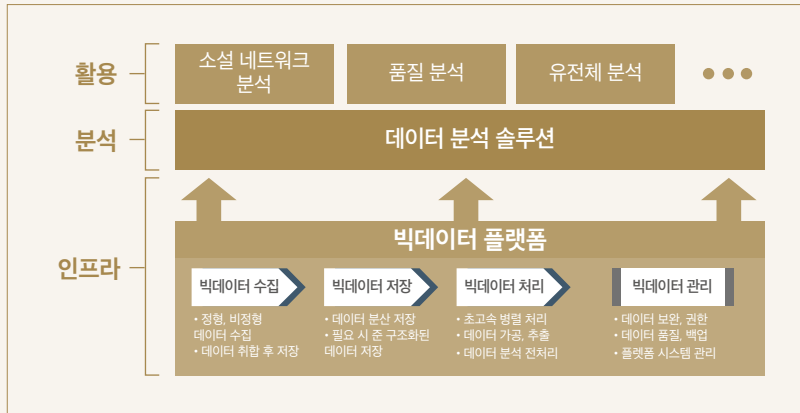 활용
소설 네트워크
분석
품질 분석
유전체 분석
분석
데이터 분석 솔루션
인프라
빅데이터 플랫폼
빅데이터 수집
• 정형, 비정형
데이터 수집
• 데이터 취합 후 저장
빅데이터 저장
• 데이터 분산 저장
• 필요 시 준 구조화된
데이터 저장
빅데이터 처리
• 초고속 병렬 처리
• 데이터 가공, 추출
• 데이터 분석 전처리
빅데이터 관리
• 데이터 보완, 권한
• 데이터 품질, 백업
• 플랫폼 시스템 관리